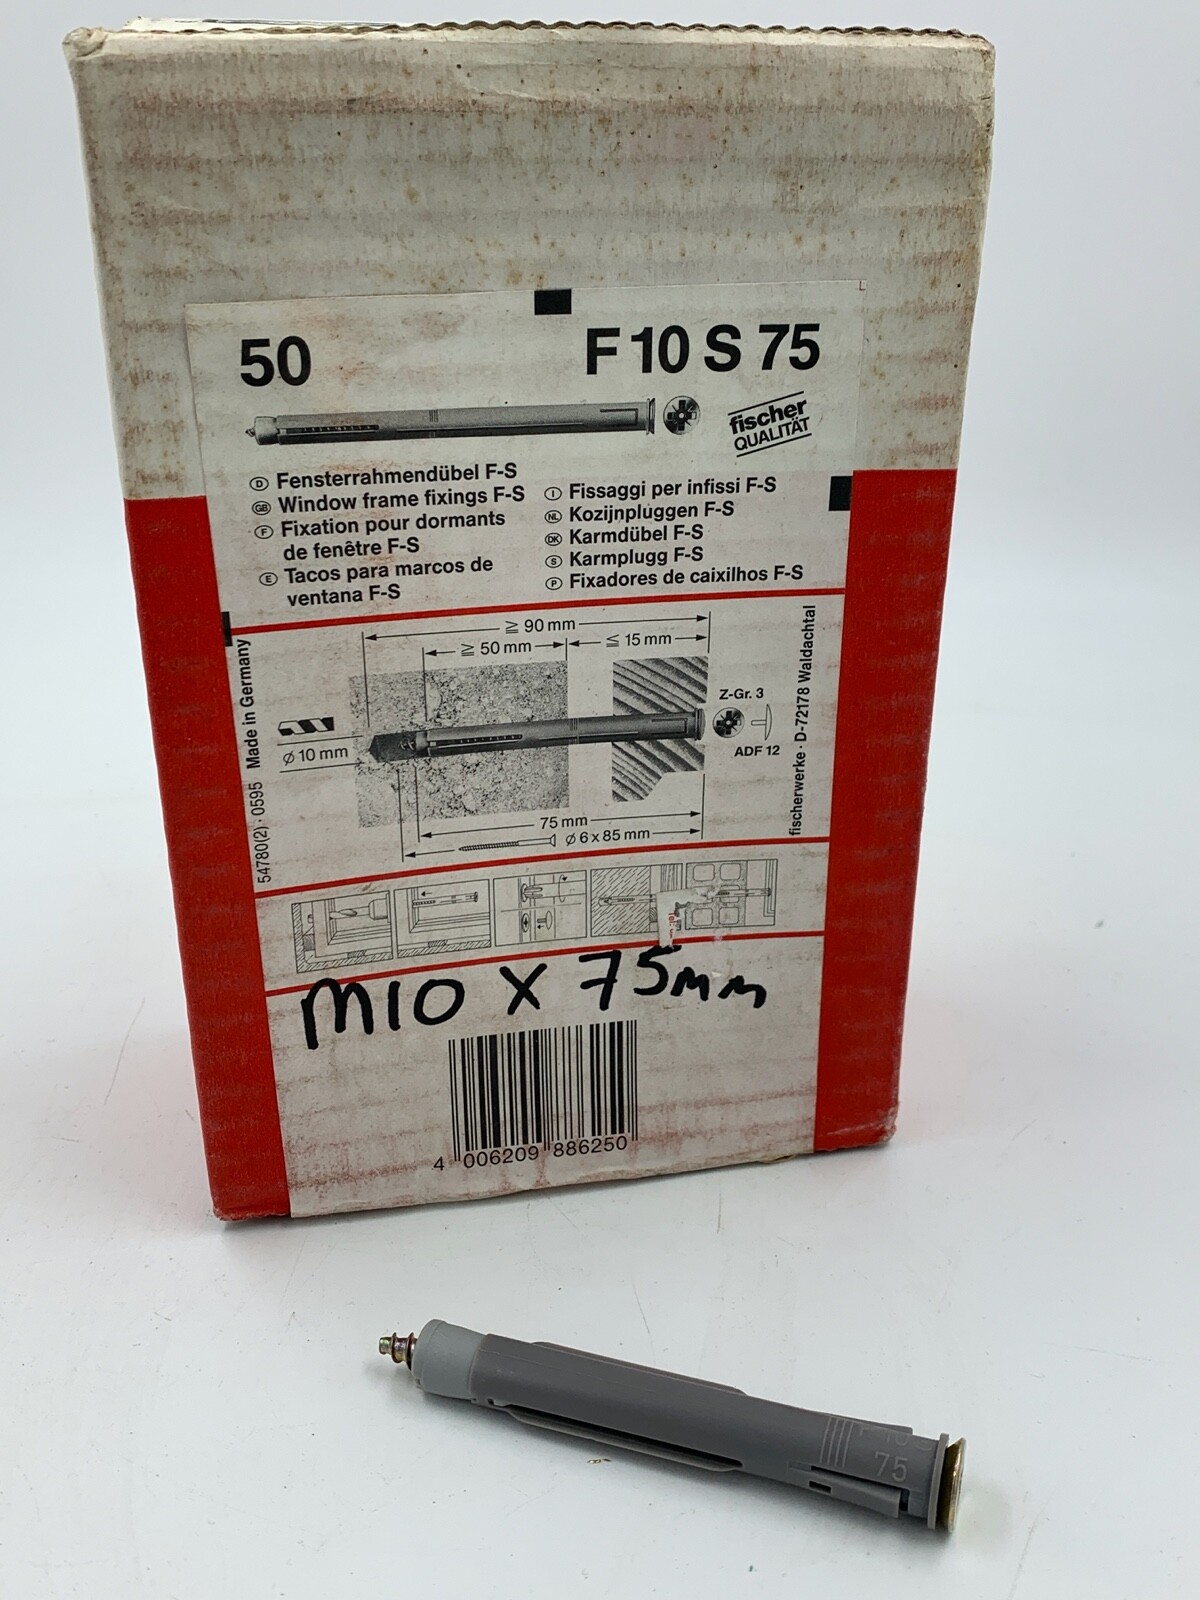 50
F 10 S 75
fischer
QUALITÄT
D Fensterrahmendübel F-S
GB Window frame fixings F-S
F Fixation pour dormants
de fenêtre F-S
E Tacos para marcos de
ventana F-S
I Fissaggi per infissi F-S
NL Kozijnpluggen F-S
DK Karmdübel F-S
S Karmplugg F-S
P Fixadores de caixilhos F-S
≧ 90 mm
≧ 50 mm
≦ 15 mm
Z-Gr. 3
ADF 12
ø 10 mm
75 mm
ø 6 x 85 mm
54780(2) · 0595 Made in Germany
fischerwerke · D-72178 Waldachtal
M10 X 75mm
4 006209 886250
75